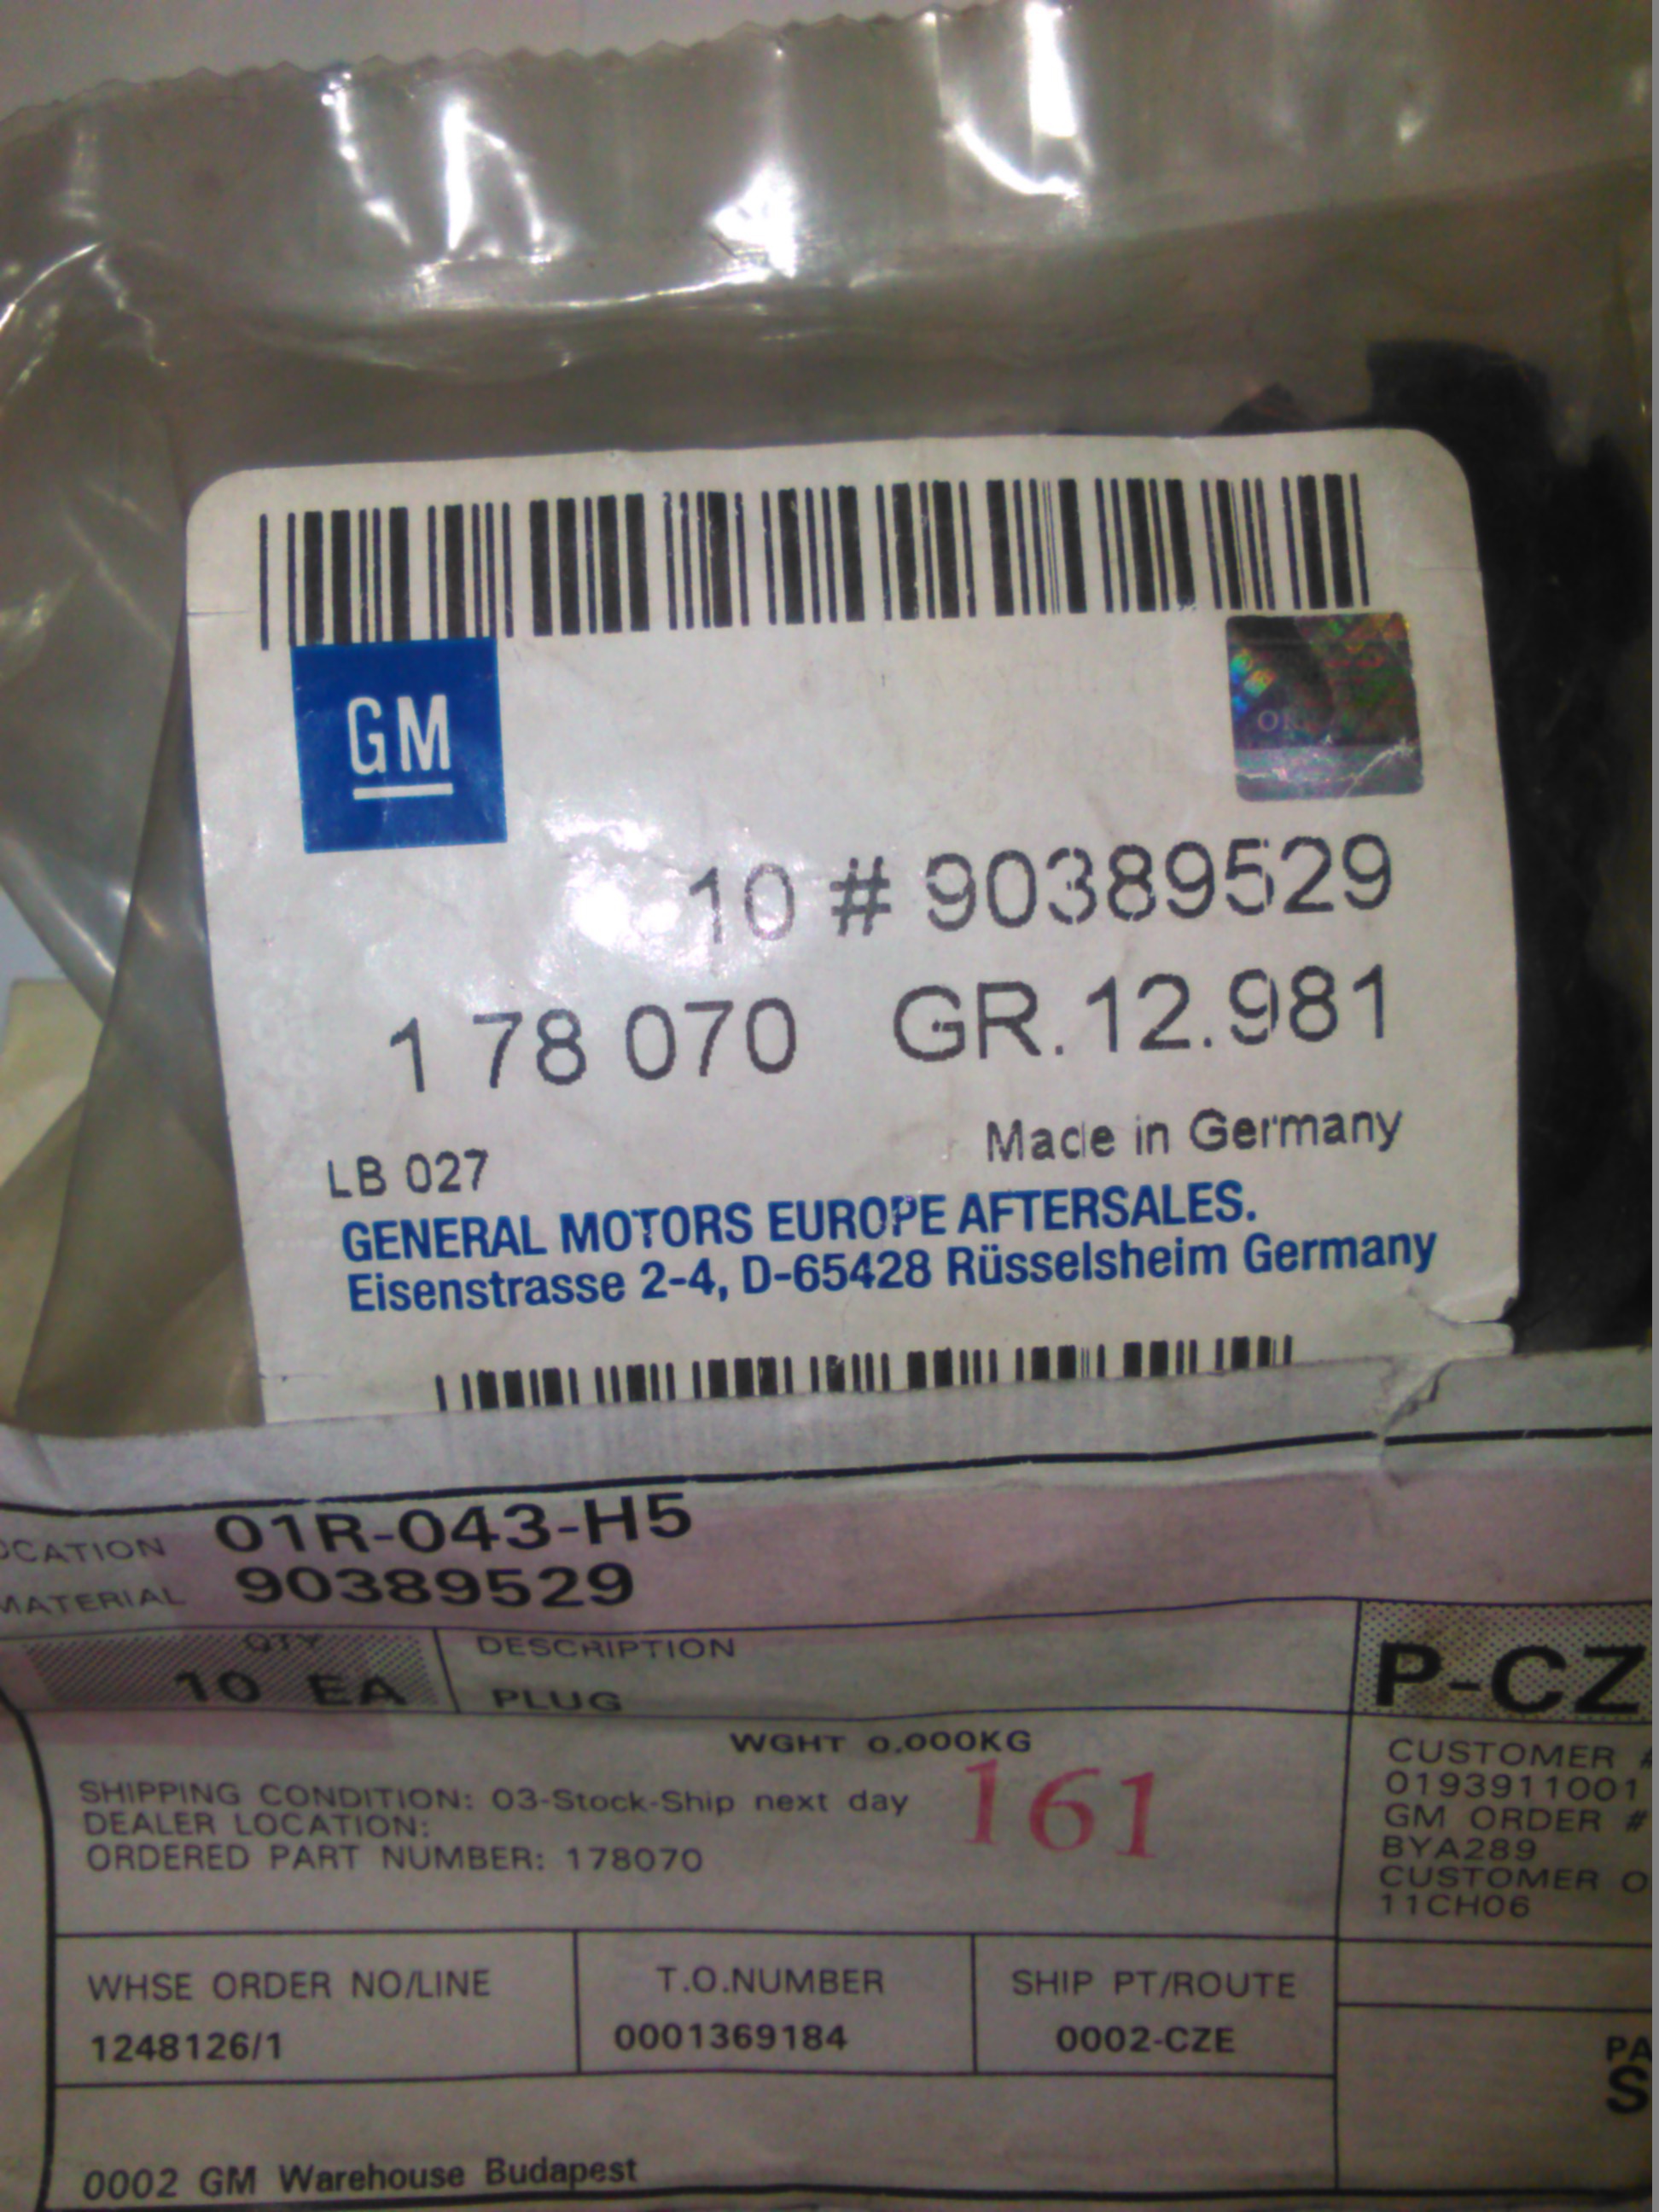 GM
10 # 90389529
1 78 070 GR. 12.981
Made in Germany
LB 027
GENERAL MOTORS EUROPE AFTERSALES.
Eisenstrasse 2-4, D-65428 Rüsselsheim Germany
OCATION 01R-043-H5
MATERIAL 90389529
QTY
10 EA
DESCRIPTION
PLUG
P-CZ
WGHT 0.000KG
SHIPPING CONDITION: 03-Stock-Ship next day
DEALER LOCATION:
ORDERED PART NUMBER: 178070
161
CUSTOMER #
0193911001
GM ORDER #
BYA289
CUSTOMER O
11CH06
WHSE ORDER NO/LINE
1248126/1
T.O.NUMBER
0001369184
SHIP PT/ROUTE
0002-CZE
PA
S
0002 GM Warehouse Budapest